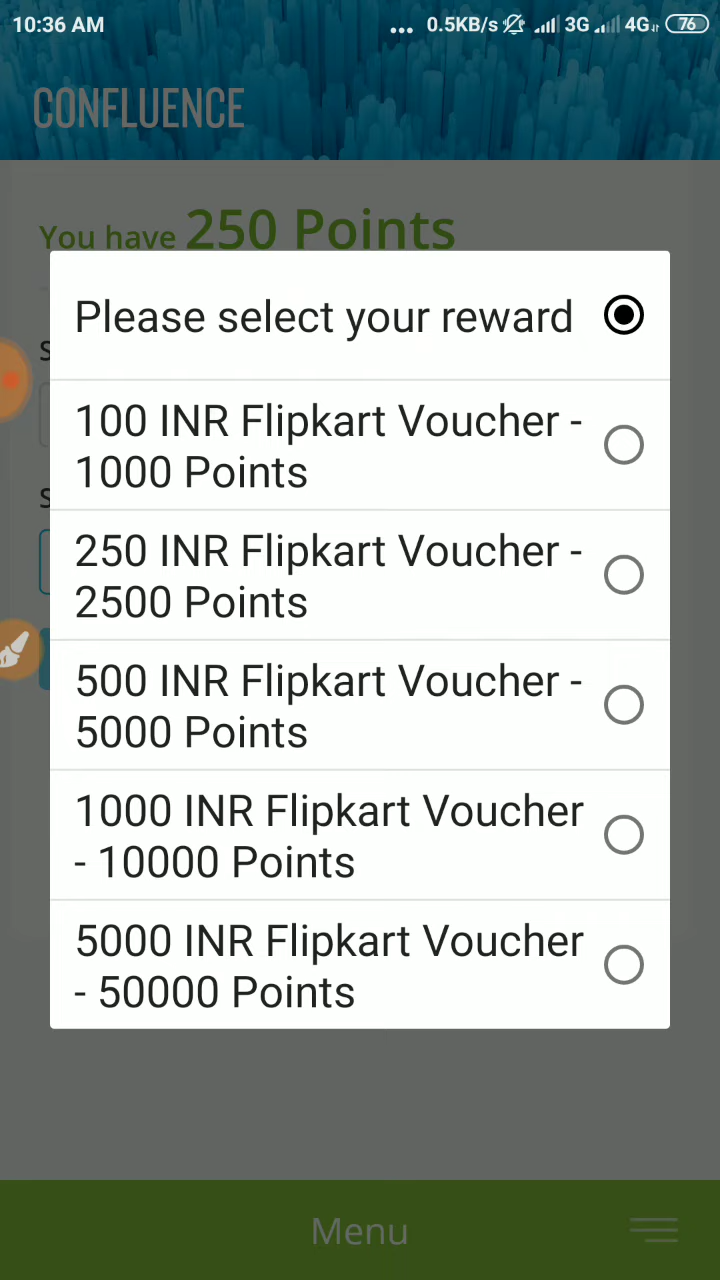 10:36 AM
... 0.5KB/s 3G 4G 76
CONFLUENCE
You have 250 Points
S
Please select your reward
100 INR Flipkart Voucher -
1000 Points
S
250 INR Flipkart Voucher -
2500 Points
500 INR Flipkart Voucher -
5000 Points
1000 INR Flipkart Voucher
- 10000 Points
5000 INR Flipkart Voucher
- 50000 Points
Menu